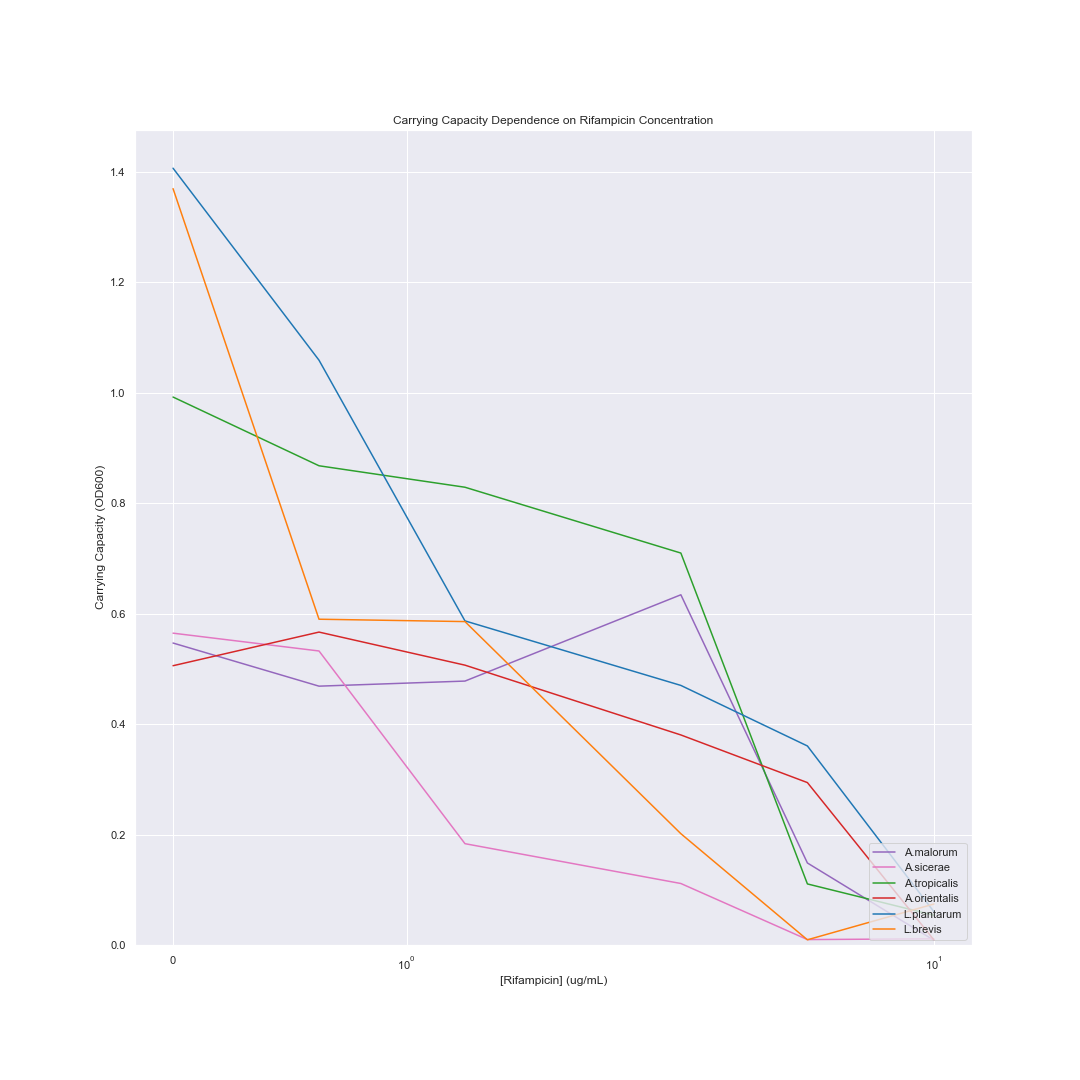 Carrying Capacity Dependence on Rifampicin Concentration
Carrying Capacity (OD600)
1.4
1.2
1.0
0.8
0.6
0.4
0.2
0.0
A.malorum
A.sicerae
A.tropicalis
A.orientalis
L.plantarum
L.brevis
0
10⁰
10¹
[Rifampicin] (ug/mL)